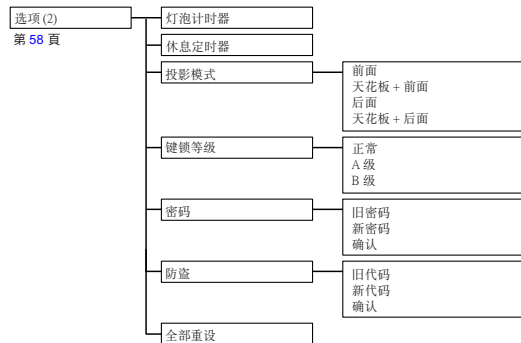 选项 (2)
第 58 頁
灯泡计时器
休息定时器
投影模式
前面
天花板 + 前面
后面
天花板 + 后面
键锁等级
正常
A 级
B 级
密码
旧密码
新密码
确认
防盗
旧代码
新代码
确认
全部重设